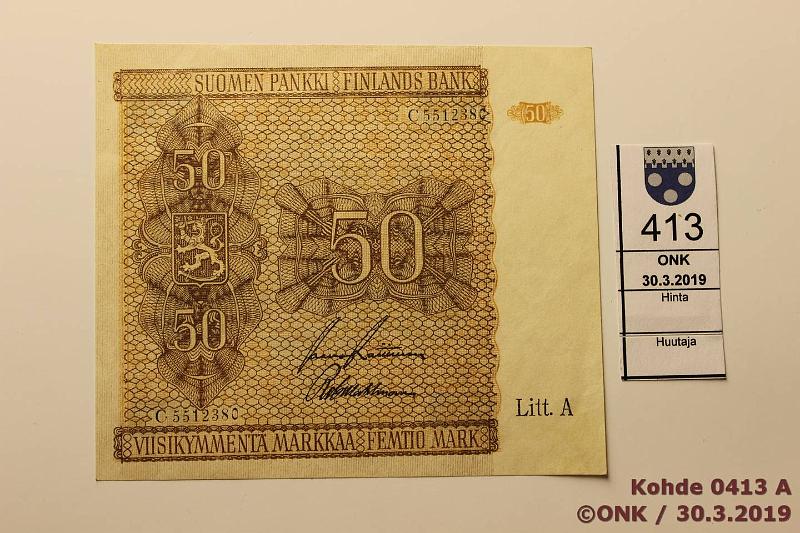 SUOMEN PANKKI FINLANDS BANK
C 5512380
50
50
50
50
C 5512380
Litt. A
VIISIKYMMENTÄ MARKKAA FEMTIO MARK
413
ONK
30.3.2019
Hinta
Huutaja
Kohde 0413 A
©ONK / 30.3.2019